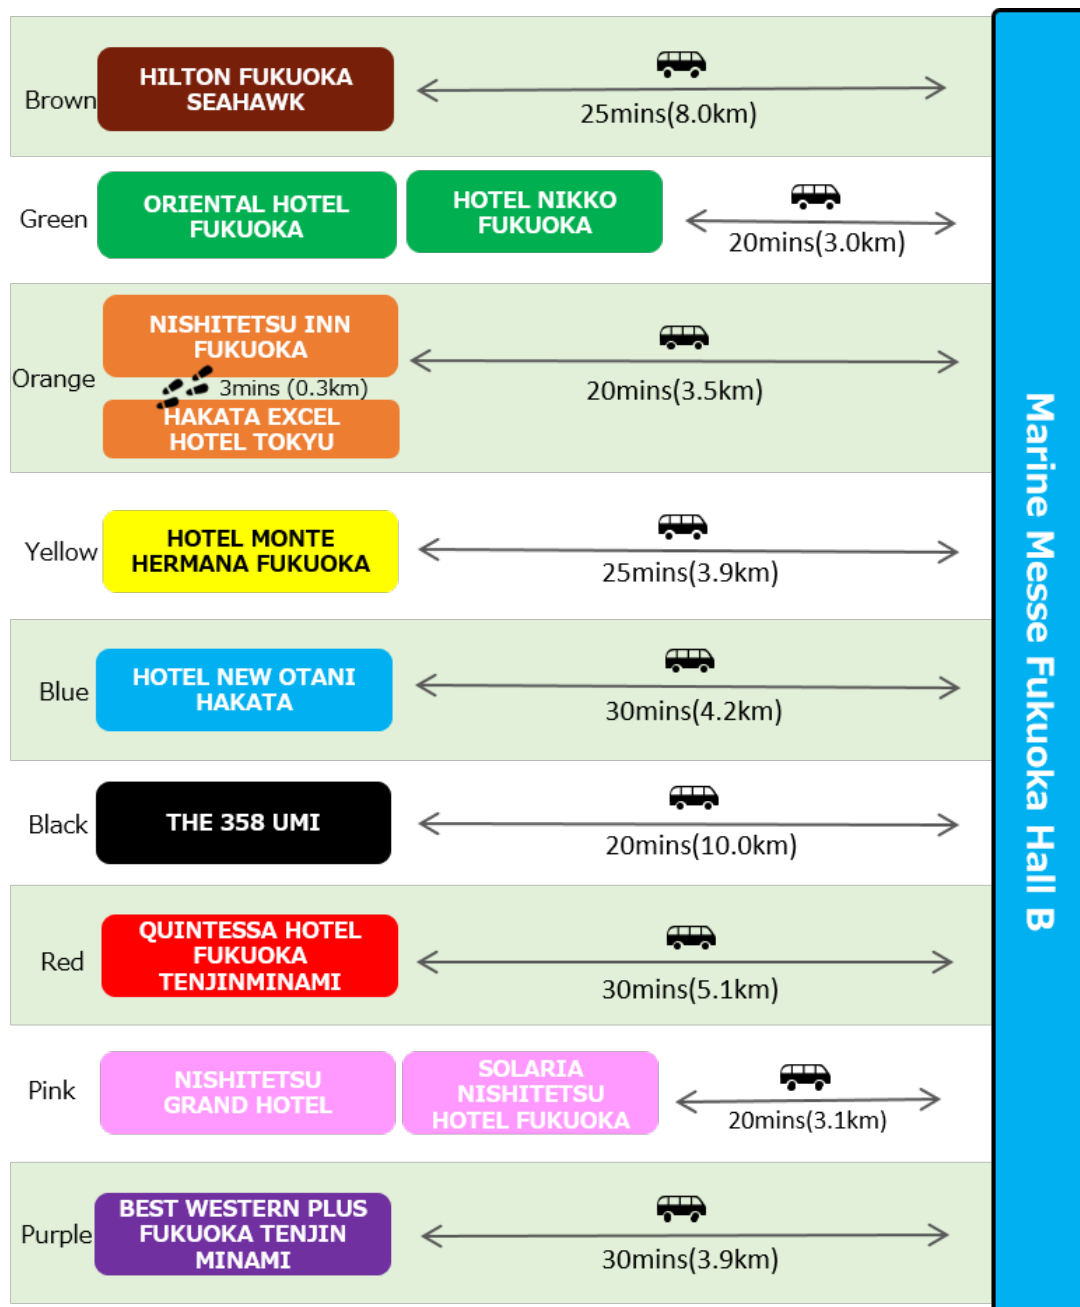 Brown
HILTON FUKUOKA
SEAHAWK
25mins(8.0km)
Green
ORIENTAL HOTEL
FUKUOKA
HOTEL NIKKO
FUKUOKA
20mins(3.0km)
Orange
NISHITETSU INN
FUKUOKA
3mins (0.3km)
HAKATA EXCEL
HOTEL TOKYU
20mins(3.5km)
Yellow
HOTEL MONTE
HERMANA FUKUOKA
25mins(3.9km)
Blue
HOTEL NEW OTANI
HAKATA
30mins(4.2km)
Black
THE 358 UMI
20mins(10.0km)
Red
QUINTESSA HOTEL
FUKUOKA
TENJINMINAMI
30mins(5.1km)
Pink
NISHITETSU
GRAND HOTEL
SOLARIA
NISHITETSU
HOTEL FUKUOKA
20mins(3.1km)
Purple
BEST WESTERN PLUS
FUKUOKA TENJIN
MINAMI
30mins(3.9km)
Marine Messe Fukuoka Hall B